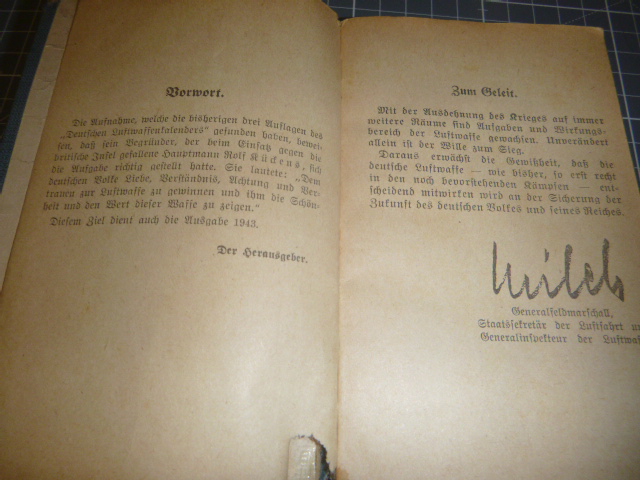 Vorwort.
Die Aufnahme, welche die bisherigen drei Auflagen des
„Deutschen Luftwaffenkalenders“ gefunden haben, bewei-
sen, daß sein Begründer, der beim Einsatz gegen die
britische Insel gefallene Hauptmann Rolf Kückens, sich
die Aufgabe richtig gestellt hatte. Sie lautete: „Dem
deutschen Volke Liebe, Verständnis, Achtung und Ver-
trauen zur Luftwaffe zu gewinnen und ihm die Schön-
heit und den Wert dieser Waffe zu zeigen.“
Diesem Ziel dient auch die Ausgabe 1943.
Der Herausgeber.
Zum Geleit.
Mit der Ausdehnung des Krieges auf immer
weitere Räume sind Aufgaben und Wirkungs-
bereich der Luftwaffe gewachsen. Unverändert
allein ist der Wille zum Sieg.
Daraus erwächst die Gewißheit, daß die
deutsche Luftwaffe — wie bisher, so erst recht
in den noch bevorstehenden Kämpfen — ent-
scheidend mitwirken wird an der Sicherung der
Zukunft des deutschen Volkes und seines Reiches.
Milch
Generalfeldmarschall,
Staatssekretär der Luftfahrt un
Generalinspekteur der Luftwaf